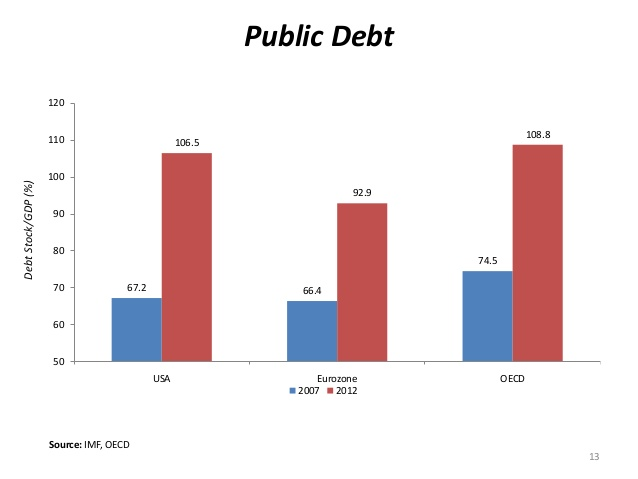 Public Debt
Debt Stock/GDP (%)
120
110
100
90
80
70
60
50
67.2
106.5
66.4
92.9
74.5
108.8
USA
Eurozone
OECD
2007 2012
Source: IMF, OECD
13